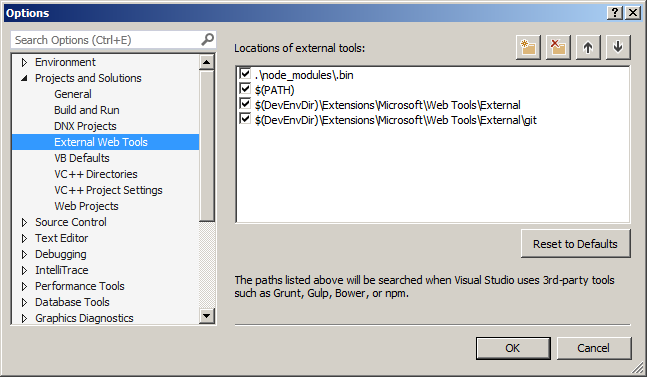 Options
Search Options (Ctrl+E)
Environment
Projects and Solutions
General
Build and Run
DNX Projects
External Web Tools
VB Defaults
VC++ Directories
VC++ Project Settings
Web Projects
Source Control
Text Editor
Debugging
IntelliTrace
Performance Tools
Database Tools
Graphics Diagnostics
Locations of external tools:
.\node_modules\.bin
$(PATH)
$(DevEnvDir)\Extensions\Microsoft\Web Tools\External
$(DevEnvDir)\Extensions\Microsoft\Web Tools\External\git
Reset to Defaults
The paths listed above will be searched when Visual Studio uses 3rd-party tools
such as Grunt, Gulp, Bower, or npm.
OK
Cancel